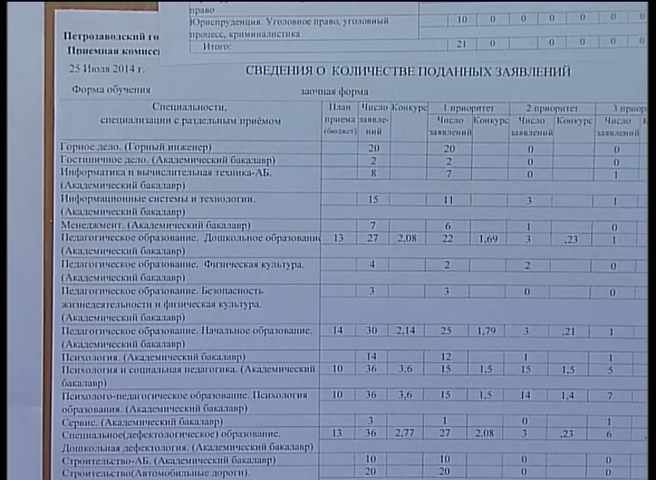 право
Юриспруденция. Уголовное право, уголовный 10 0 0 0 0 0 0
процесс, криминалистика
Итого: 21 0 0 0 0 0
Петрозаводский го
Приемная комисс
25 Июля 2014 г. СВЕДЕНИЯ О КОЛИЧЕСТВЕ ПОДАННЫХ ЗАЯВЛЕНИЙ
Форма обучения заочная форма
Специальности, План Число Конкурс 1 приоритет 2 приоритет 3 приор
специализации с раздельным приёмом приема заявле- Число Конкурс Число Конкурс Число
(бюджет) ний заявлений заявлений заявлений
Горное дело. (Горный инженер) 20 20 0 0
Гостиничное дело. (Академический бакалавр) 2 2 0 0
Информатика и вычислительная техника-АБ. 8 7 0 1
(Академический бакалавр)
Информационные системы и технологии. 15 11 3 1
(Академический бакалавр)
Менеджмент. (Академический бакалавр) 7 6 1 0
Педагогическое образование. Дошкольное образовани 13 27 2,08 22 1,69 3 ,23 1
(Академический бакалавр)
Педагогическое образование. Физическая культура. 4 2 2 0
(Академический бакалавр)
Педагогическое образование. Безопасность 3 3 0 0
жизнедеятельности и физическая культура.
(Академический бакалавр)
Педагогическое образование. Начальное образование. 14 30 2,14 25 1,79 3 ,21 1
(Академический бакалавр)
Психология. (Академический бакалавр) 14 12 1 1
Психология и социальная педагогика. (Академический 10 36 3,6 15 1,5 15 1,5 5
бакалавр)
Психолого-педагогическое образование. Психология 10 36 3,6 15 1,5 14 1,4 7
образования. (Академический бакалавр)
Сервис. (Академический бакалавр) 3 1 0 1
Специальное(дефектологическое) образование. 13 36 2,77 27 2,08 3 ,23 6
Дошкольная дефектология. (Академический бакалавр)
Строительство-АБ. (Академический бакалавр) 10 10 0 0
Строительство(Автомобильные дороги). 20 20 0 0